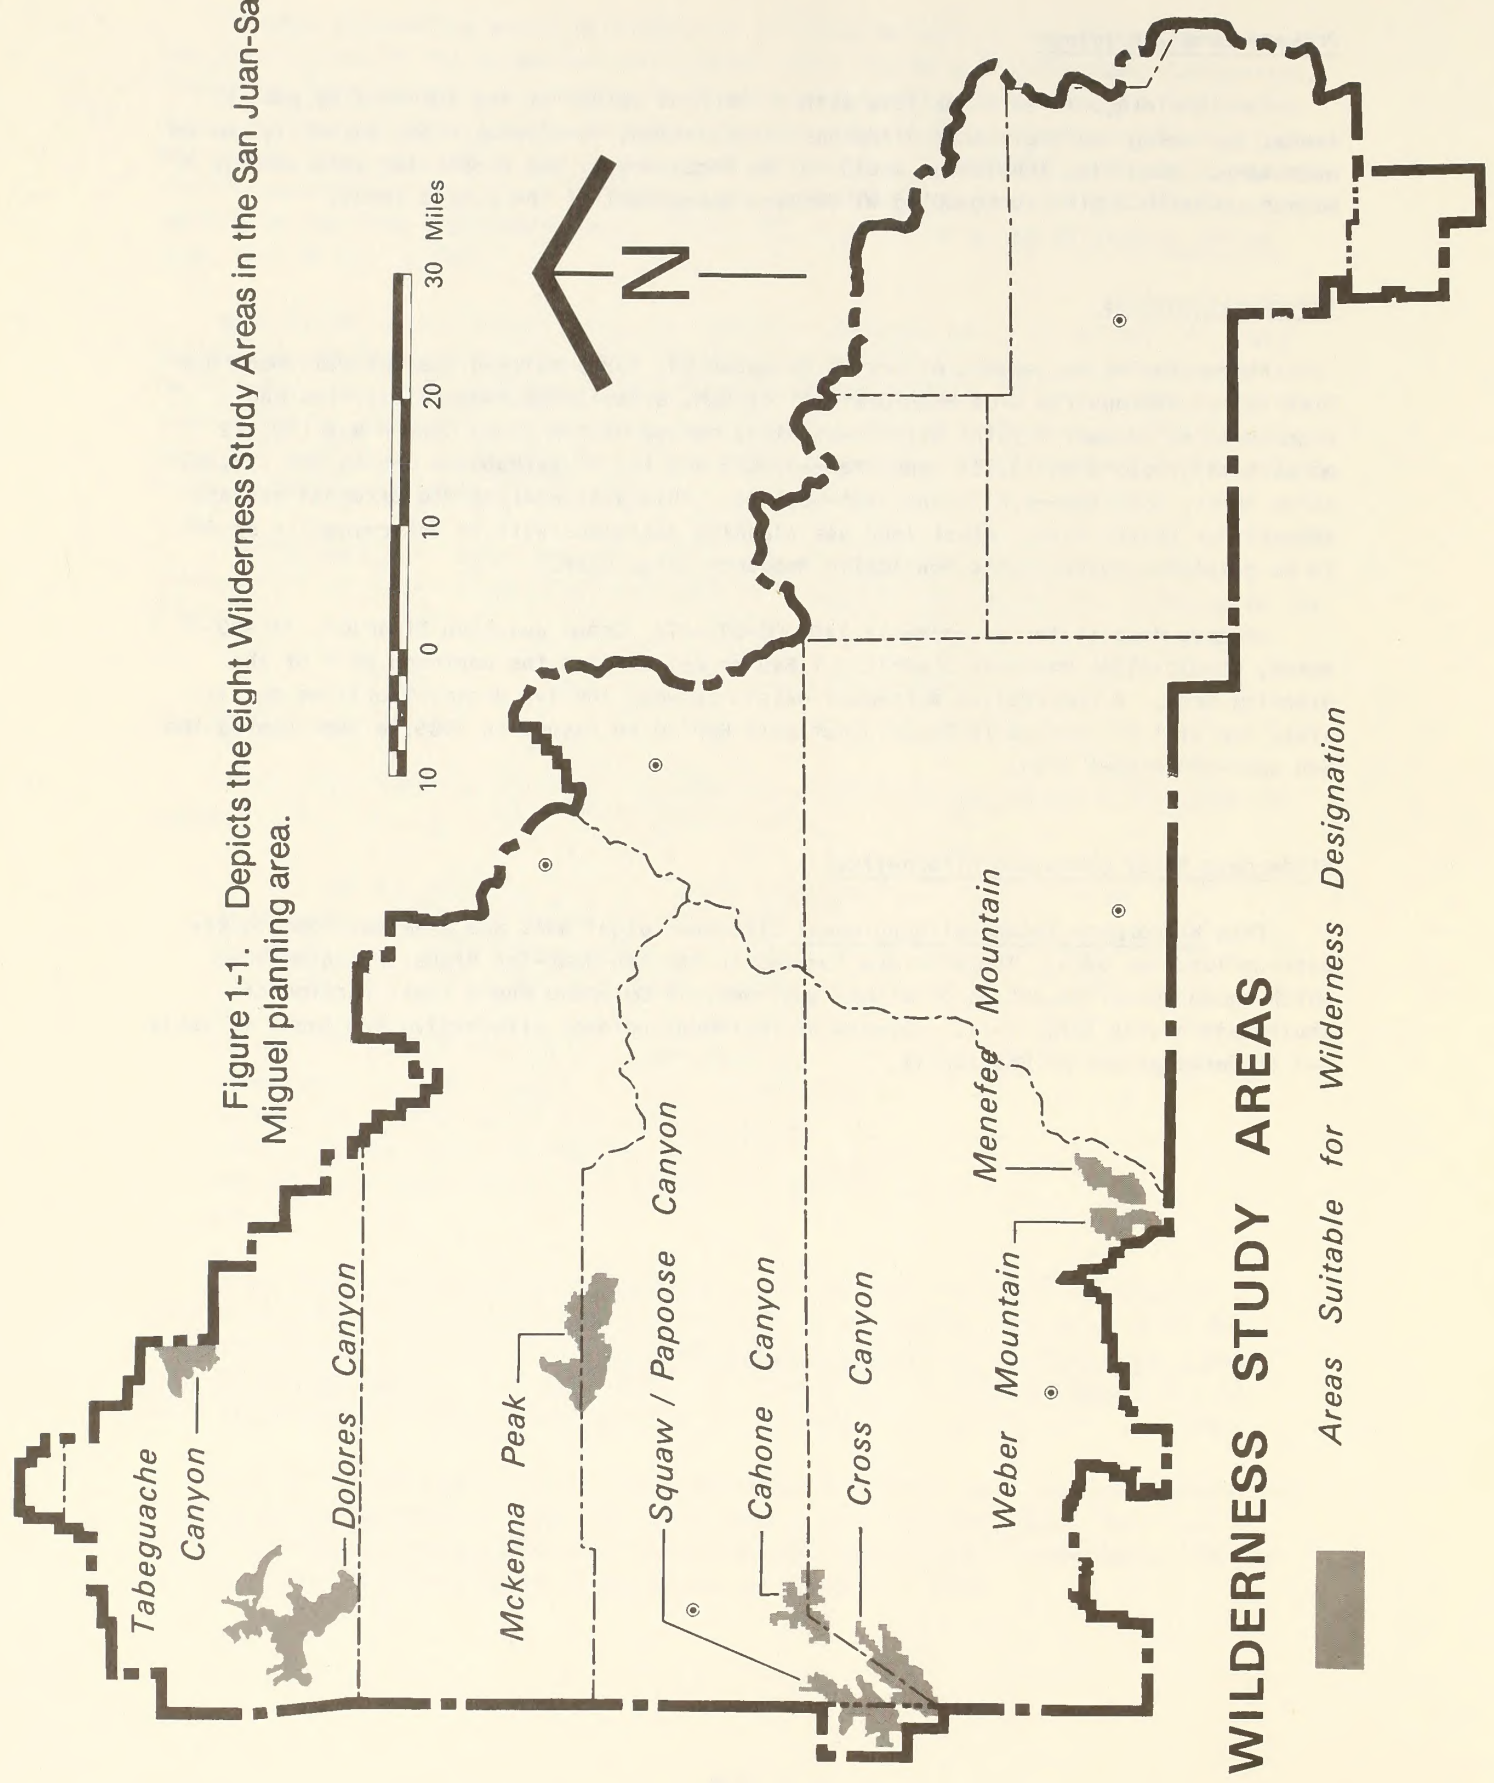 Figure 1-1. Depicts the eight Wilderness Study Areas in the San Juan-Sa
Miguel planning area.
10 0 10 20 30 Miles
N
Tabeguache
Canyon
Dolores Canyon
Mckenna Peak
Squaw / Papoose Canyon
Cahone Canyon
Cross Canyon
Weber Mountain
Menefee Mountain
WILDERNESS STUDY AREAS
Areas Suitable for Wilderness Designation